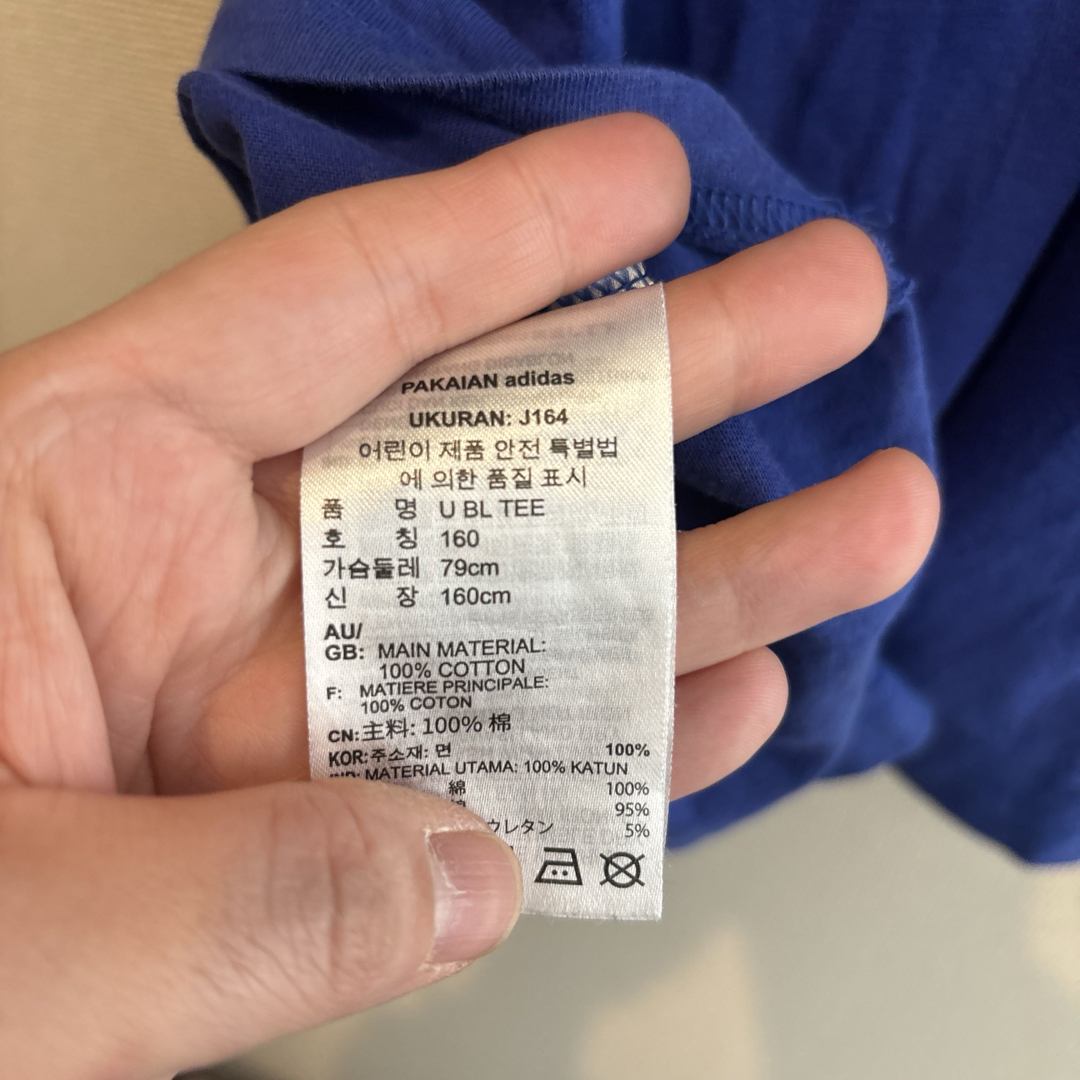 PAKAIAN adidas
UKURAN: J164
어린이 제품 안전 특별법
에 의한 품질 표시
품 명 U BL TEE
호 칭 160
가슴둘레 79cm
신 장 160cm
AU/
GB: MAIN MATERIAL:
100% COTTON
F: MATIERE PRINCIPALE:
100% COTON
CN: 主料: 100% 棉
KOR: 주소재: 면 100%
MATERIAL UTAMA: 100% KATUN
綿 100%
95%
ウレタン 5%